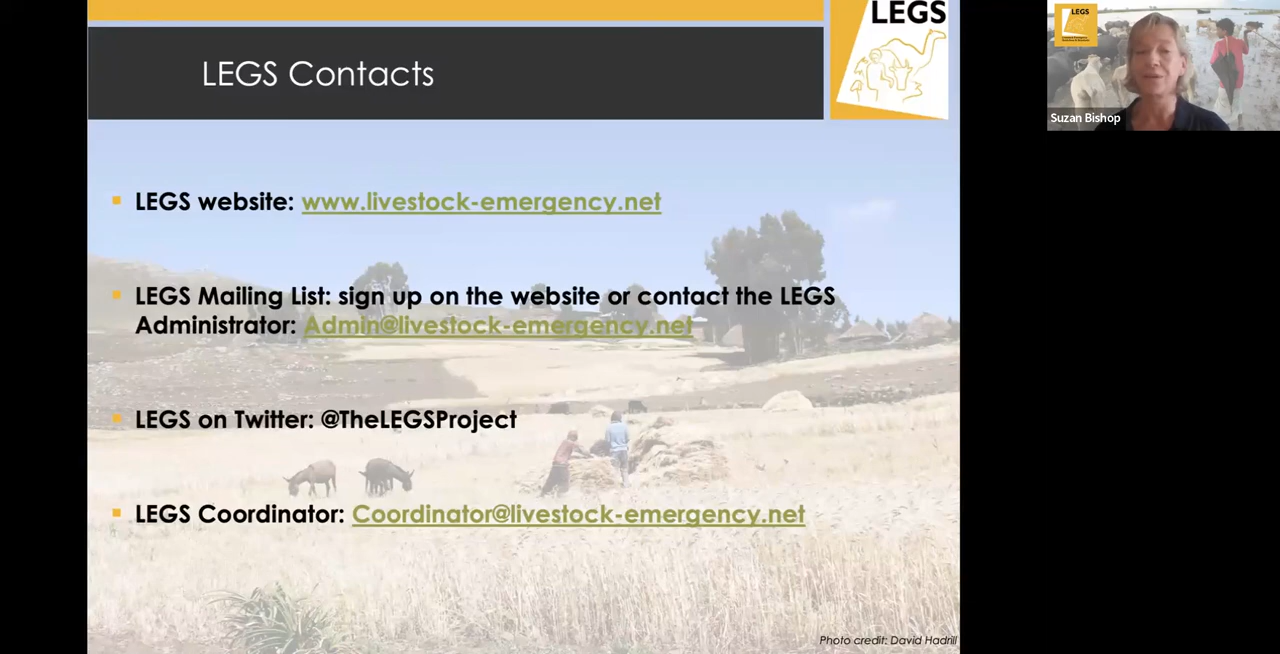 LEGS
LEGS Contacts
LEGS
Suzan Bishop
LEGS website: www.livestock-emergency.net
LEGS Mailing List: sign up on the website or contact the LEGS
Administrator: Admin@livestock-emergency.net
LEGS on Twitter: @TheLEGSProject
LEGS Coordinator: Coordinator@livestock-emergency.net
Photo credit: David Hadrill